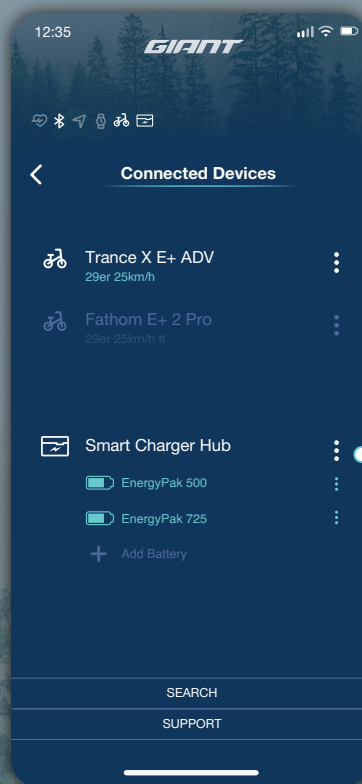 12:35
GIANT
Connected Devices
Trance X E+ ADV
29er 25km/h
Fathom E+ 2 Pro
29er 25km/h tt
Smart Charger Hub
EnergyPak 500
EnergyPak 725
Add Battery
SEARCH
SUPPORT